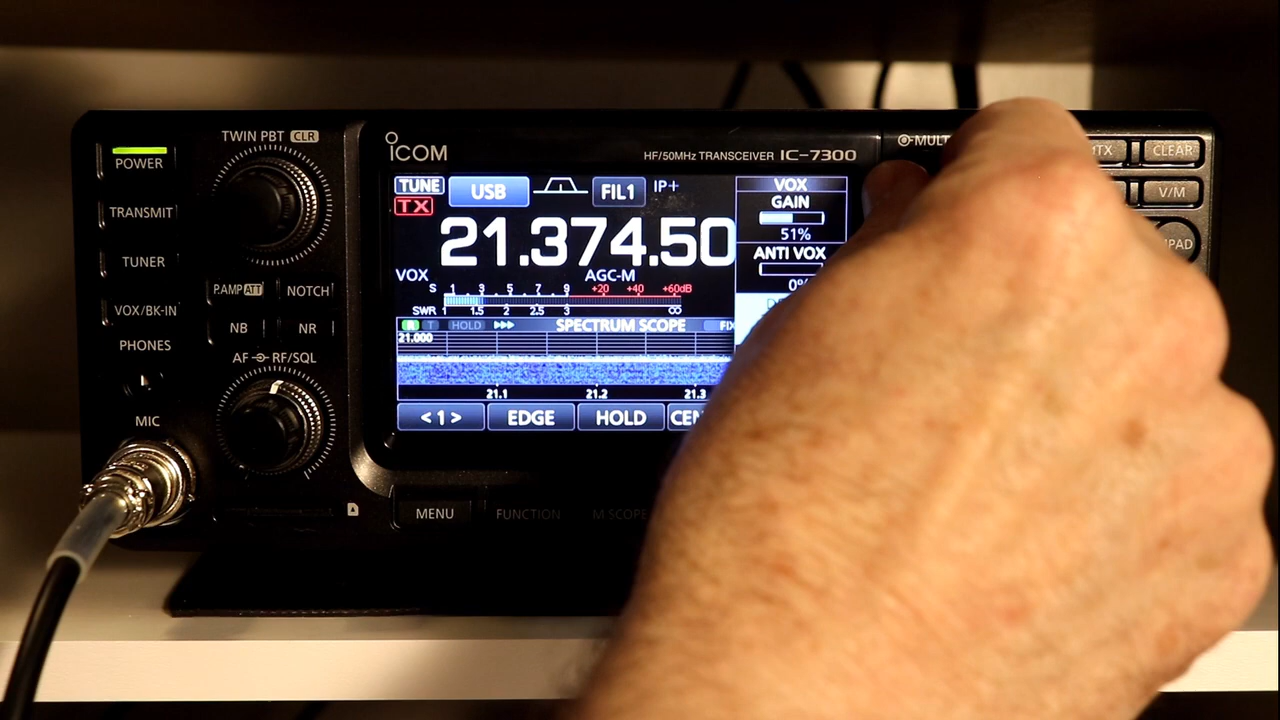 TWIN PBT CLR
POWER
TRANSMIT
TUNER
VOX/BK-IN
PHONES
MIC
P.AMP ATT
NOTCH
NB
NR
AF RF/SQL
ICOM
HF/50MHz TRANSCEIVER IC-7300
TUNE
TX
USB
FIL1
IP+
21.374.50
VOX
AGC-M
S 1 3 5 7 9 +20 +40 +60dB
SWR 1 1.5 2 2.5 3 ∞
HOLD
SPECTRUM SCOPE
FIX
21.000
21.1 21.2 21.3
<1>
EDGE
HOLD
CEN
VOX
GAIN
51%
ANTI VOX
0%
MENU
FUNCTION
M.SCOPE
MULT
CLEAR
V/M